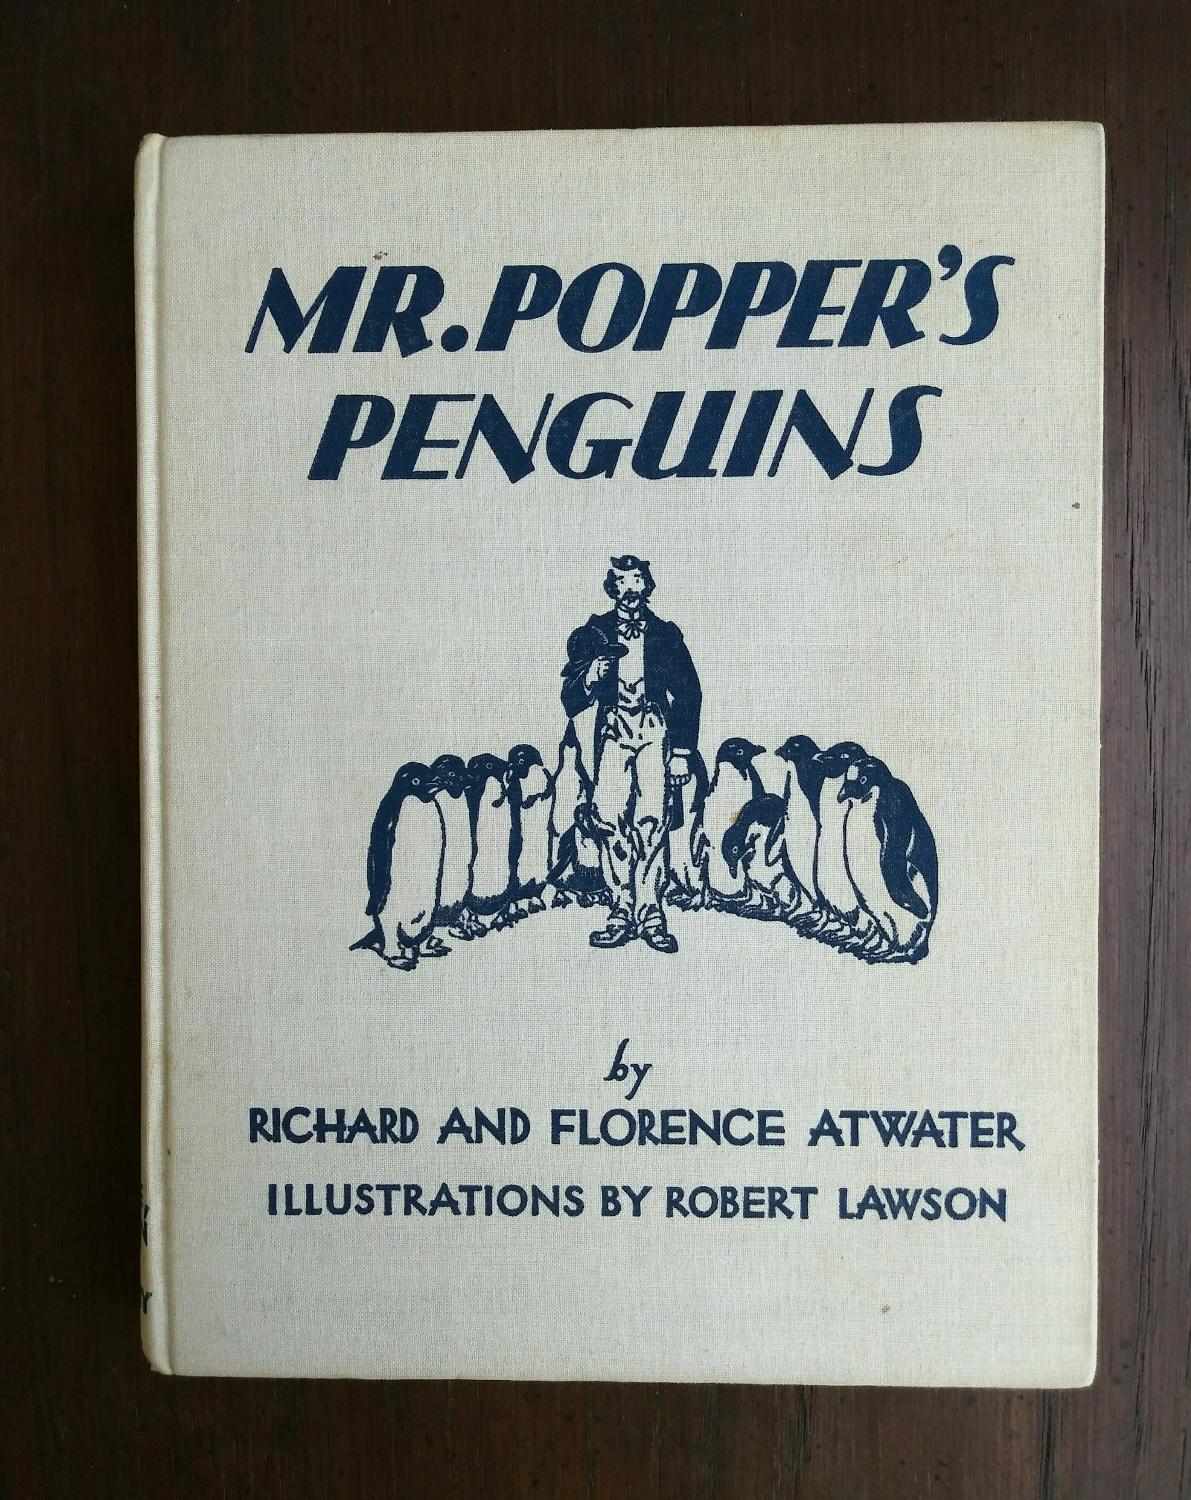 MR. POPPER'S
PENGUINS
by
RICHARD AND FLORENCE ATWATER
ILLUSTRATIONS BY ROBERT LAWSON